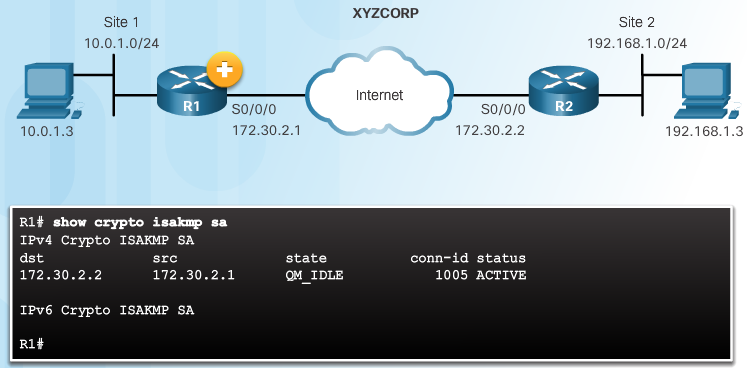 XYZCORP
Site 1
10.0.1.0/24
Site 2
192.168.1.0/24
R1
Internet
R2
S0/0/0
172.30.2.1
S0/0/0
172.30.2.2
10.0.1.3
192.168.1.3
R1# show crypto isakmp sa
IPv4 Crypto ISAKMP SA
dst src state conn-id status
172.30.2.2 172.30.2.1 QM_IDLE 1005 ACTIVE
IPv6 Crypto ISAKMP SA
R1#